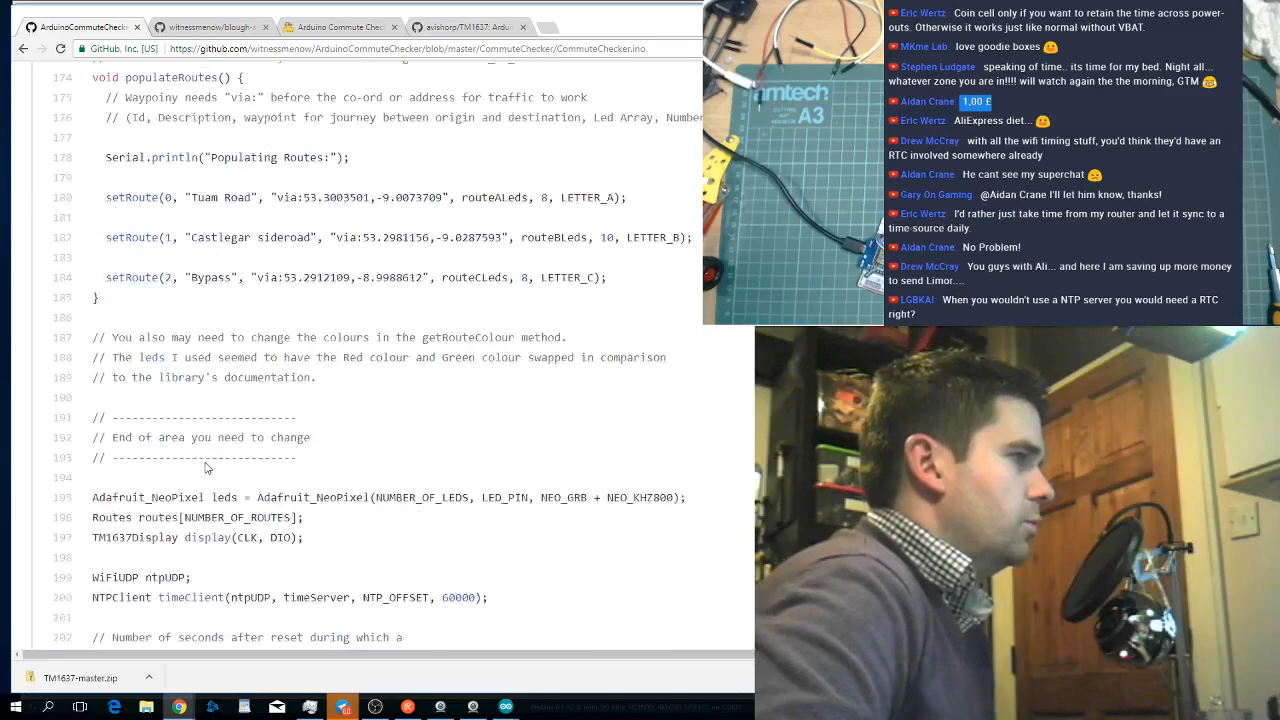 Arduino Commute Che
witnessmenow/bloggessi
Arduino Commute Chec
avishorp/TM1637: Arduin
GitHub, Inc. [US]
https://github.com/witnessmenow/ArduinoCommuteChecker/blob/master/CommuteChecker/CommuteChecker.ino
174 void populateRoutes() {
175 // Waypoing needs "via:" before the co-ord or address for traffic to work
176 // (Id, Description, waypoint for journey between origin and destination, Led Array, Number
177
178 Serial.println("Populating Routes:");
179
180 setRoute(0, "Tuam Road", "via:53.3003501,-9.0073709", routeALeds, 8, LETTER_A);
181
182 setRoute(1, "Castlegar sideroad", "via:53.2981156,-9.0287593", routeBLeds, 10, LETTER_B);
183
184 setRoute(2, "Bypass", "via:53.2912109,-8.9988612", routeCLeds, 8, LETTER_C);
185 }
186
187 // You also may need to change the colours in the getRouteColour method.
188 // The leds I used seemed to have the Red colour and Green colour swapped in comparison
189 // to the library's documentation.
190
191 // --------------------------
192 // End of area you need to change
193 // --------------------------
194
195 Adafruit_NeoPixel leds = Adafruit_NeoPixel(NUMBER_OF_LEDS, LED_PIN, NEO_GRB + NEO_KHZ800);
196 Routes routes[NUMBER_OF_ROUTES];
197 TM1637Display display(CLK, DIO);
198
199 WiFiUDP ntpUDP;
200 NTPClient timeClient(ntpUDP, timeServer, NTP_OFFSET, 60000);
201
202 // Number of seconds after reset during which a
TM1637-master.zip
amtech
CUTTING MAT
A3
Eric Wertz Coin cell only if you want to retain the time across power-
outs. Otherwise it works just like normal without VBAT.
MKme Lab love goodie boxes
Stephen Ludgate speaking of time.. its time for my bed. Night all...
whatever zone you are in!!!! will watch again the the morning, GTM
Aidan Crane 1,00 £
Eric Wertz AliExpress diet...
Drew McCray with all the wifi timing stuff, you'd think they'd have an
RTC involved somewhere already
Aidan Crane He cant see my superchat
Gary On Gaming @Aidan Crane I'll let him know, thanks!
Eric Wertz I'd rather just take time from my router and let it sync to a
time-source daily.
Aidan Crane No Problem!
Drew McCray You guys with Ali... and here I am saving up more money
to send Limor....
LGBKAI When you wouldn't use a NTP server you would need a RTC
right?